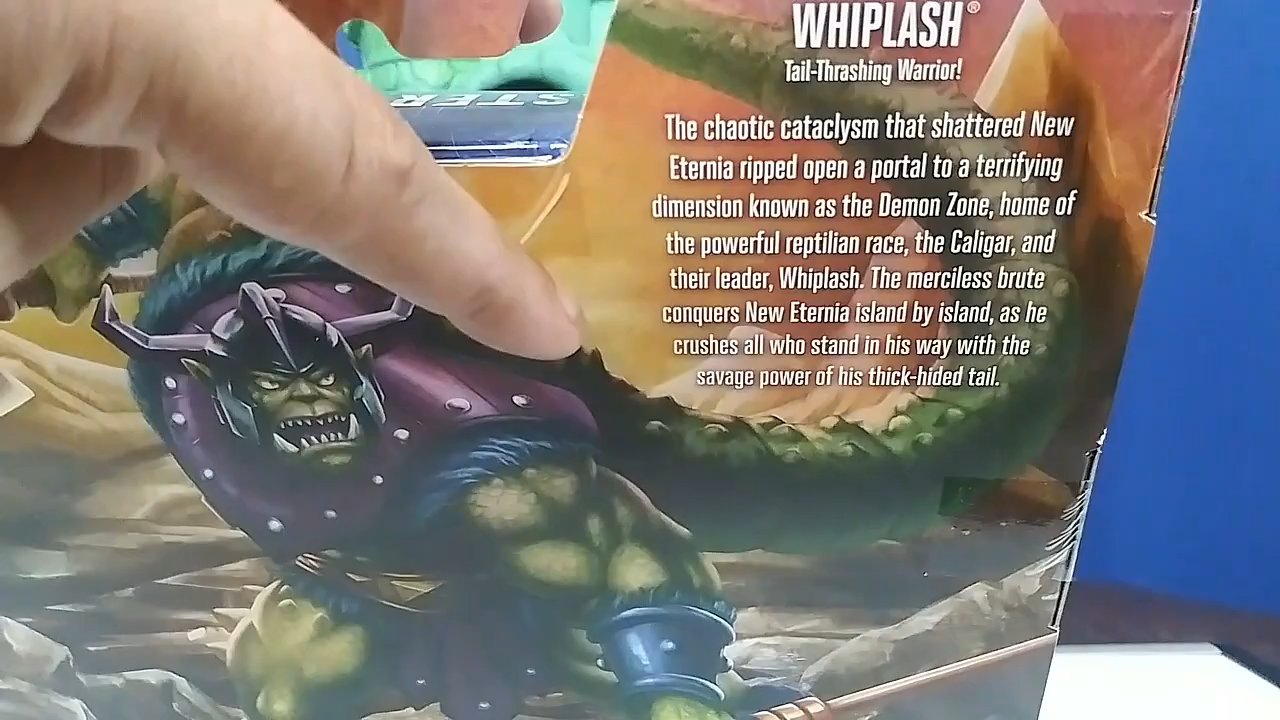 WHIPLASH®
Tail-Thrashing Warrior!
The chaotic cataclysm that shattered New
Eternia ripped open a portal to a terrifying
dimension known as the Demon Zone, home of
the powerful reptilian race, the Caligar, and
their leader, Whiplash. The merciless brute
conquers New Eternia island by island, as he
crushes all who stand in his way with the
savage power of his thick-hided tail.